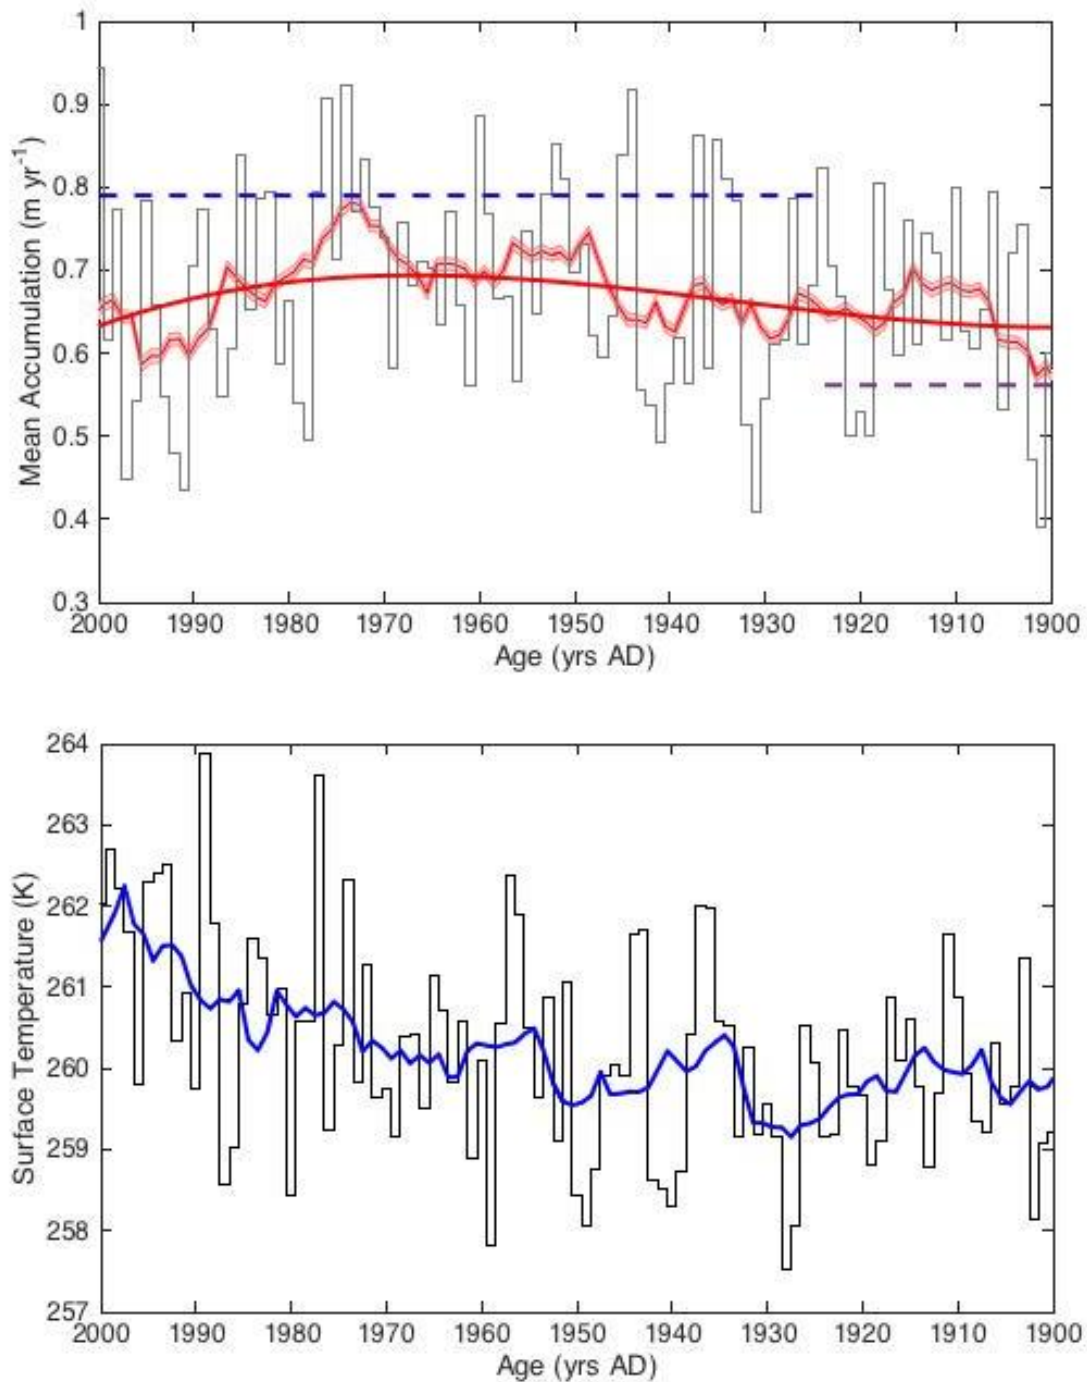 1
0.9
0.8
0.7
0.6
0.5
0.4
0.3
Mean Accumulation (m yr-1)
2000 1990 1980 1970 1960 1950 1940 1930 1920 1910 1900
Age (yrs AD)
264
263
262
261
260
259
258
257
Surface Temperature (K)
2000 1990 1980 1970 1960 1950 1940 1930 1920 1910 1900
Age (yrs AD)